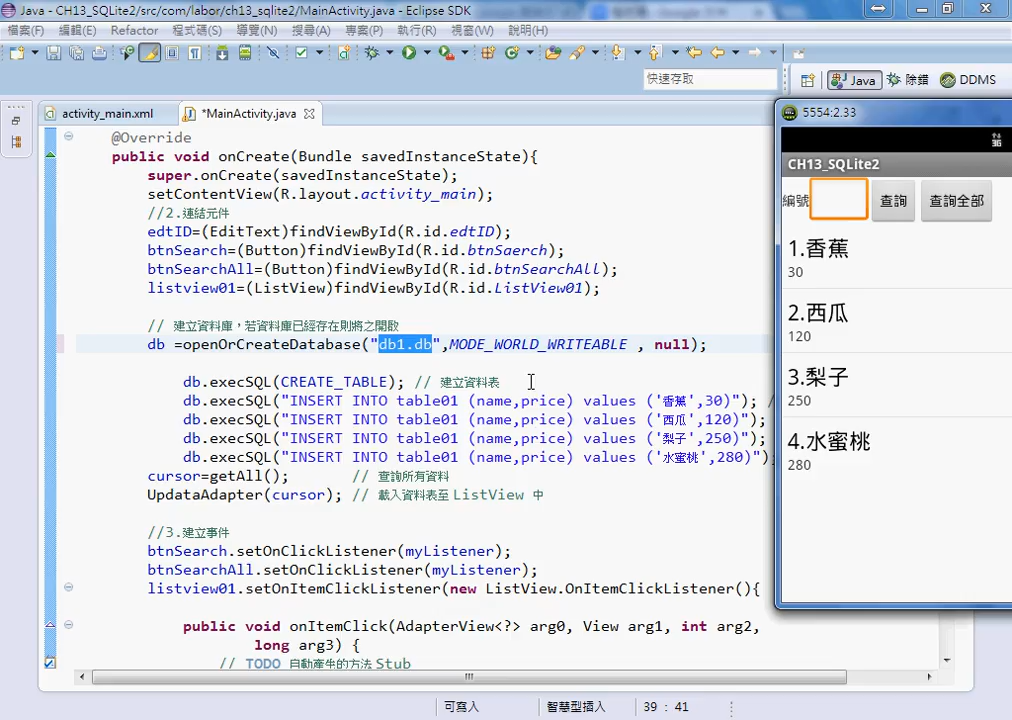 Java - CH13_SQLite2/src/com/labor/ch13_sqlite2/MainActivity.java - Eclipse SDK
檔案(F) 編輯(E) Refactor 程式碼(S) 導覽(N) 搜尋(A) 專案(P) 執行(R) 視窗(W) 說明(H)
快速存取
Java 除錯 DDMS
activity_main.xml *MainActivity.java
@Override
public void onCreate(Bundle savedInstanceState){
super.onCreate(savedInstanceState);
setContentView(R.layout.activity_main);
//2.連結元件
edtID=(EditText)findViewById(R.id.edtID);
btnSearch=(Button)findViewById(R.id.btnSaerch);
btnSearchAll=(Button)findViewById(R.id.btnSearchAll);
listview01=(ListView)findViewById(R.id.ListView01);
// 建立資料庫，若資料庫已經存在則將之開啟
db =openOrCreateDatabase("db1.db",MODE_WORLD_WRITEABLE , null);
db.execSQL(CREATE_TABLE); // 建立資料表
db.execSQL("INSERT INTO table01 (name,price) values ('香蕉',30)"); /
db.execSQL("INSERT INTO table01 (name,price) values ('西瓜',120)");
db.execSQL("INSERT INTO table01 (name,price) values ('梨子',250)");
db.execSQL("INSERT INTO table01 (name,price) values ('水蜜桃',280)");
cursor=getAll(); // 查詢所有資料
UpdataAdapter(cursor); // 載入資料表至 ListView 中
//3.建立事件
btnSearch.setOnClickListener(myListener);
btnSearchAll.setOnClickListener(myListener);
listview01.setOnItemClickListener(new ListView.OnItemClickListener(){
public void onItemClick(AdapterView<?> arg0, View arg1, int arg2,
long arg3) {
// TODO 自動產生的方法 Stub
可寫入 智慧型插入 39 : 41
5554:2.33
CH13_SQLite2
編號 查詢 查詢全部
1.香蕉
30
2.西瓜
120
3.梨子
250
4.水蜜桃
280